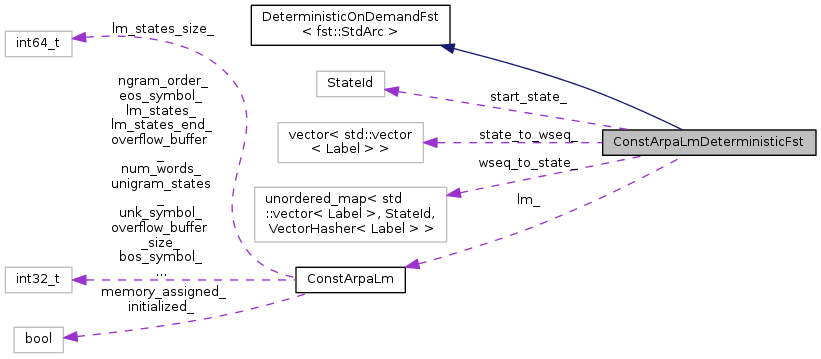 DeterministicOnDemandFst
< fst::StdArc >
lm_states_size_
int64_t
StateId
start_state_
ngram_order_
eos_symbol_
lm_states_
lm_states_end_
overflow_buffer
_
num_words_
unigram_states
_
unk_symbol_
overflow_buffer
_size_
bos_symbol_
...
vector< std::vector
< Label > >
state_to_wseq_
ConstArpaLmDeterministicFst
wseq_to_state_
unordered_map< std
::vector< Label >, StateId,
VectorHasher< Label > >
lm_
int32_t
ConstArpaLm
memory_assigned_
initialized_
bool